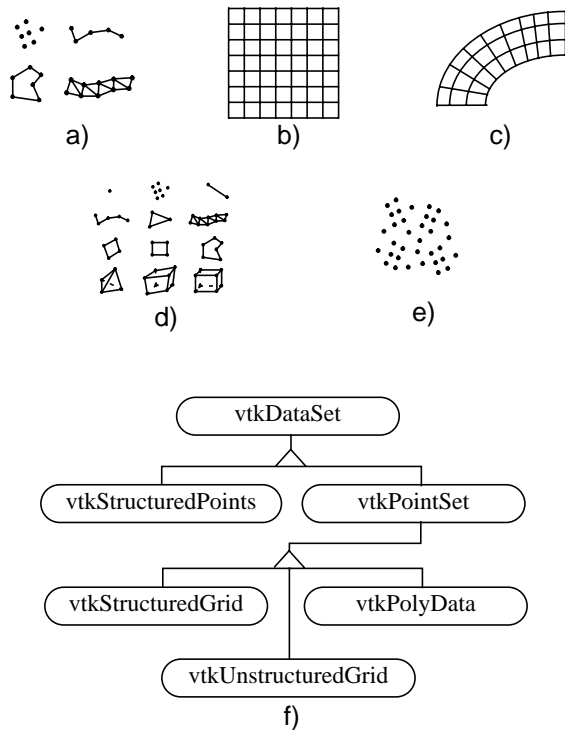 a)
b)
c)
d)
e)
vtkDataSet
vtkStructuredPoints
vtkPointSet
vtkStructuredGrid
vtkPolyData
vtkUnstructuredGrid
f)